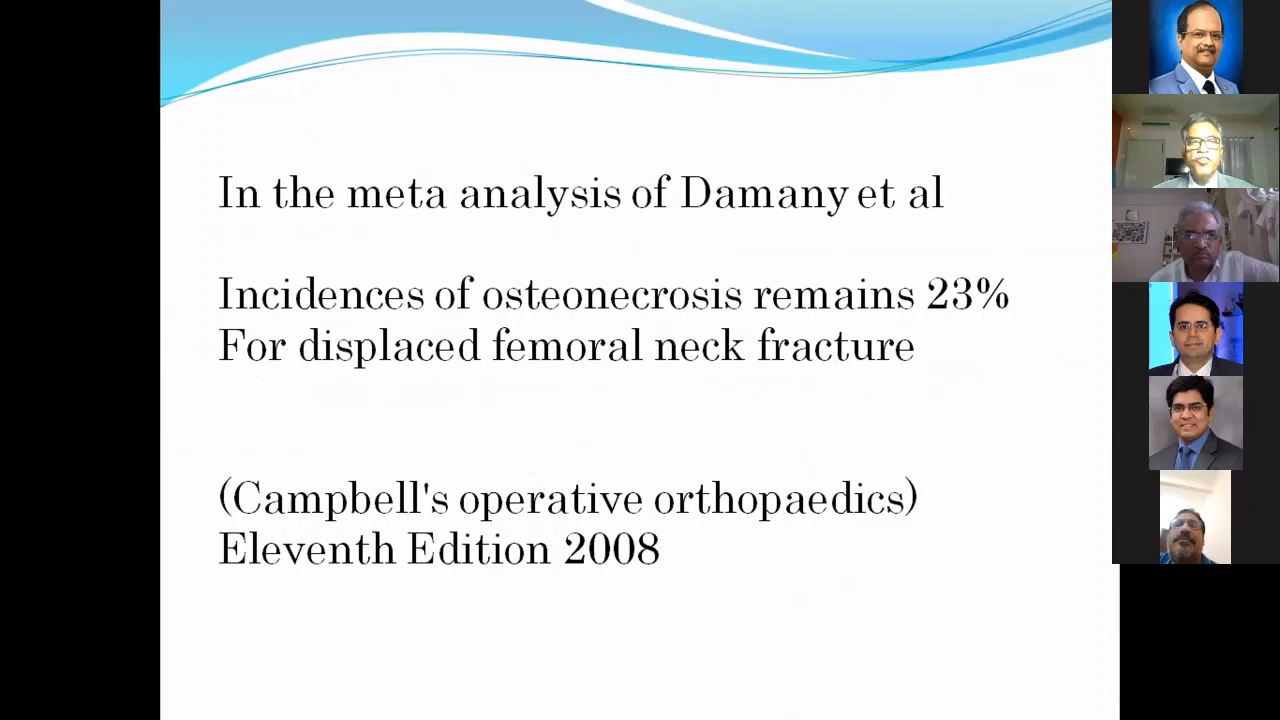 In the meta analysis of Damany et al
Incidences of osteonecrosis remains 23%
For displaced femoral neck fracture
(Campbell's operative orthopaedics)
Eleventh Edition 2008